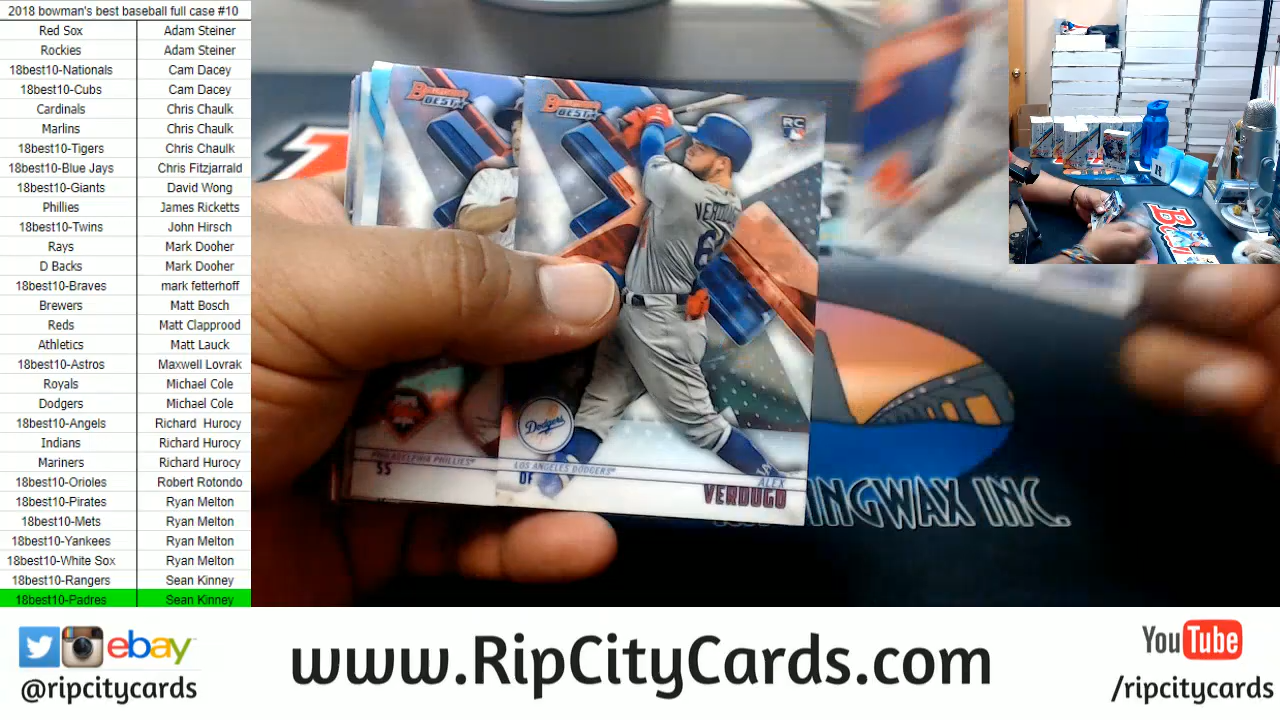 2018 bowman's best baseball full case #10
Red Sox Adam Steiner
Rockies Adam Steiner
18best10-Nationals Cam Dacey
18best10-Cubs Cam Dacey
Cardinals Chris Chaulk
Marlins Chris Chaulk
18best10-Tigers Chris Chaulk
18best10-Blue Jays Chris Fitzjarrald
18best10-Giants David Wong
Phillies James Ricketts
18best10-Twins John Hirsch
Rays Mark Dooher
D Backs Mark Dooher
18best10-Braves mark fetterhoff
Brewers Matt Bosch
Reds Matt Clapprood
Athletics Matt Lauck
18best10-Astros Maxwell Lovrak
Royals Michael Cole
Dodgers Michael Cole
18best10-Angels Richard Hurocy
Indians Richard Hurocy
Mariners Richard Hurocy
18best10-Orioles Robert Rotondo
18best10-Pirates Ryan Melton
18best10-Mets Ryan Melton
18best10-Yankees Ryan Melton
18best10-White Sox Ryan Melton
18best10-Rangers Sean Kinney
18best10-Padres Sean Kinney
BOWMAN BEST
BOWMAN BEST
RC
VERDUGO
6
Dodgers
PHILADELPHIA PHILLIES
SS
LOS ANGELES DODGERS
OF
ALEX
VERDUGO
INGWAX INC.
ebay
@ripcitycards
www.RipCityCards.com
YouTube
/ripcitycards